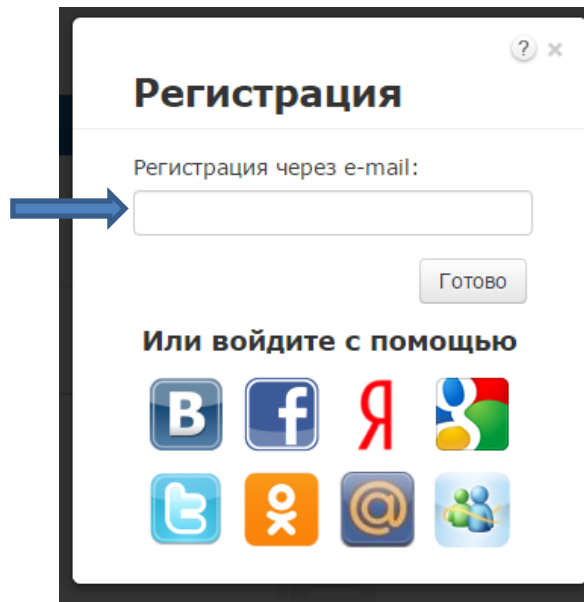 ?
Регистрация
Регистрация через e-mail:
Готово
Или войдите с помощью
В f Я g
t @